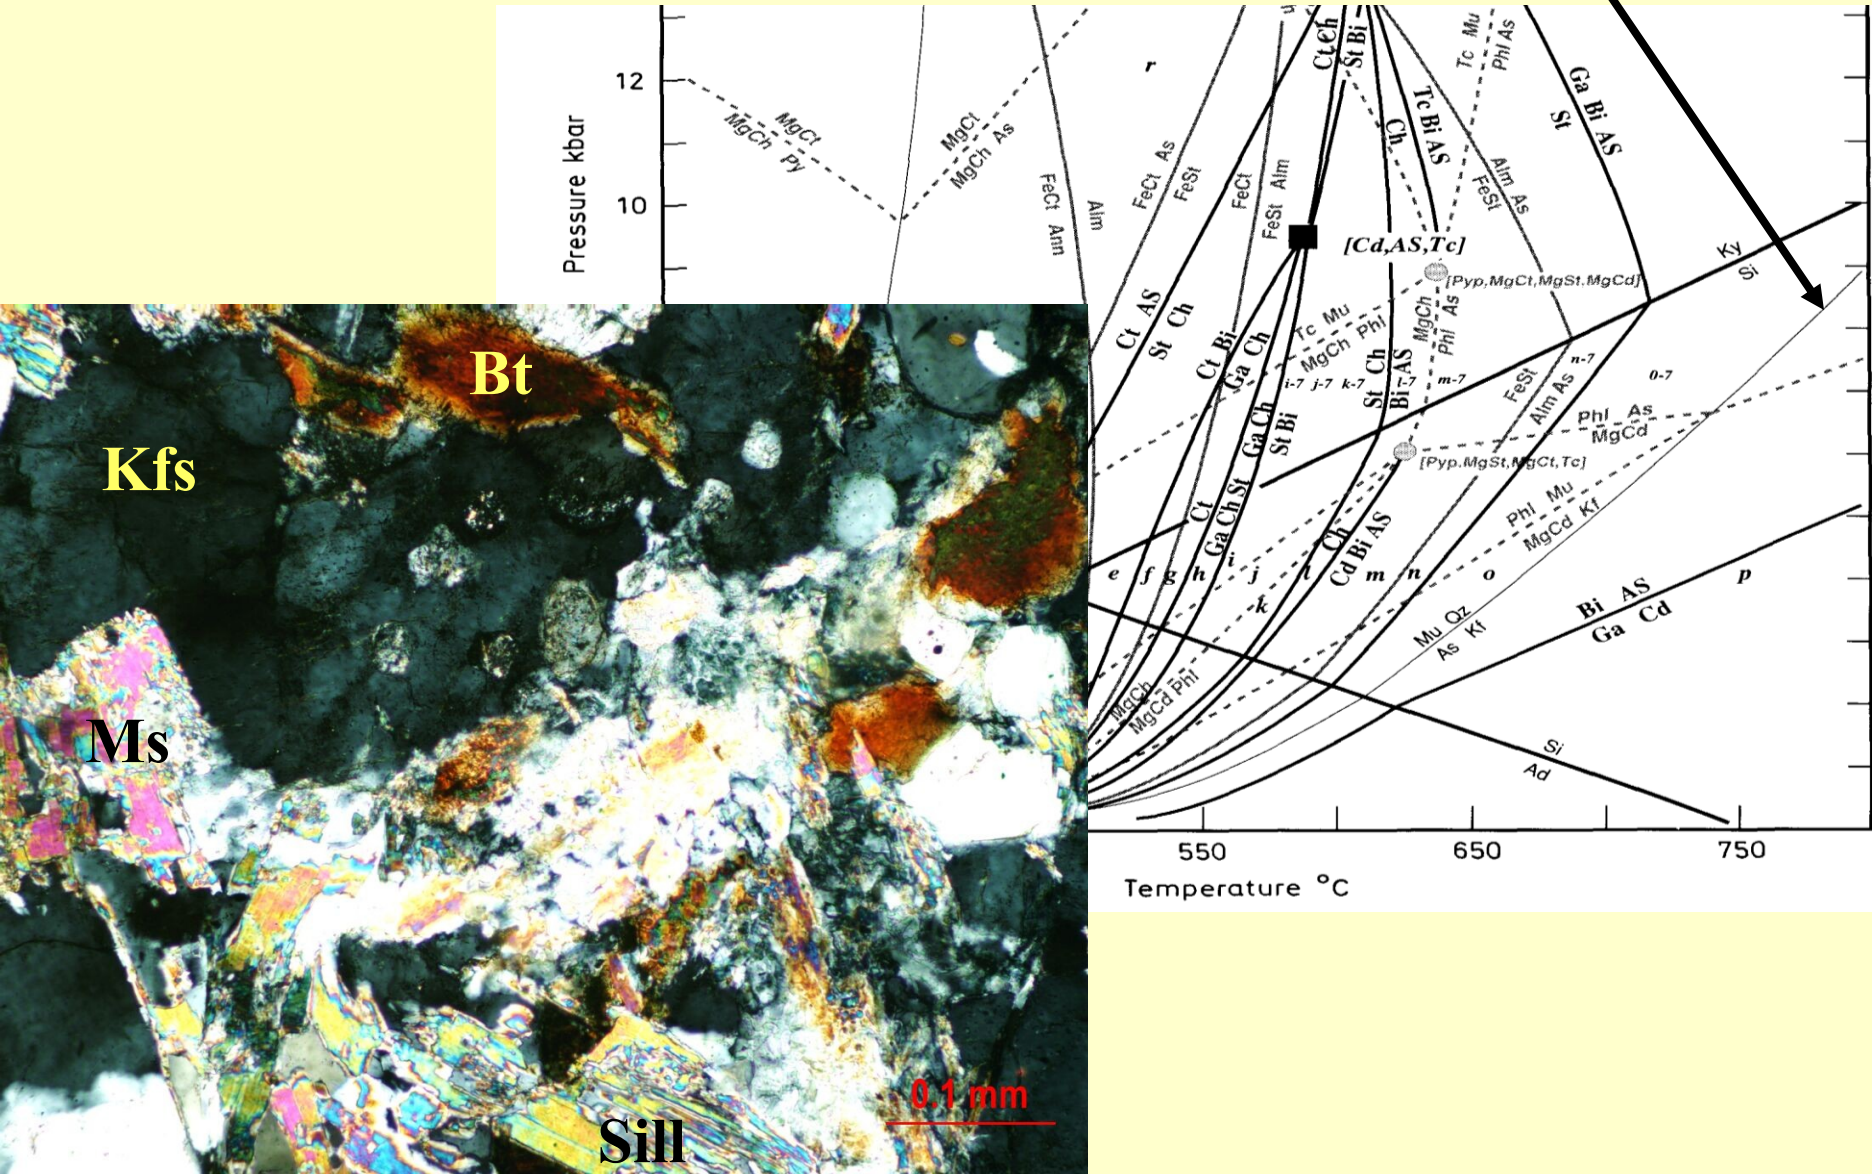 12
10
Pressure kbar
MgCt
MgCh Py
MgCt
MgCh As
FeCt Ann
Alm
r
FeCt As
FeSt
FeCt
FeSt Alm
Ct Ch
St Bi
Ch
Tc Bi AS
Tc Mu
Phl As
Alm As
FeSt
Ga Bi AS
St
[Cd,AS,Tc]
[Pyp,MgCt,MgSt,MgCd]
Ky
Si
Ct AS
St Ch
Ct Bi
Ga Ch
Tc Mu
MgCh Phl
MgCh
Phl As
i-7 j-7 k-7 l-7 m-7
n-7
o-7
St Ch
Bi AS
FeSt
Alm As
Phl As
MgCd
Ga Ch
St Bi
[Pyp,MgSt,MgCt,Tc]
Ct
Ga Ch St
Phl Mu
MgCd Kf
Ch
Cd Bi AS
e f g h i j k l m n o p
Mu Qz
As Kf
Bi AS
Ga Cd
MgCh
MgCd Phl
Si
Ad
550 650 750
Temperature °C
Bt
Kfs
Ms
Sill
0.1 mm